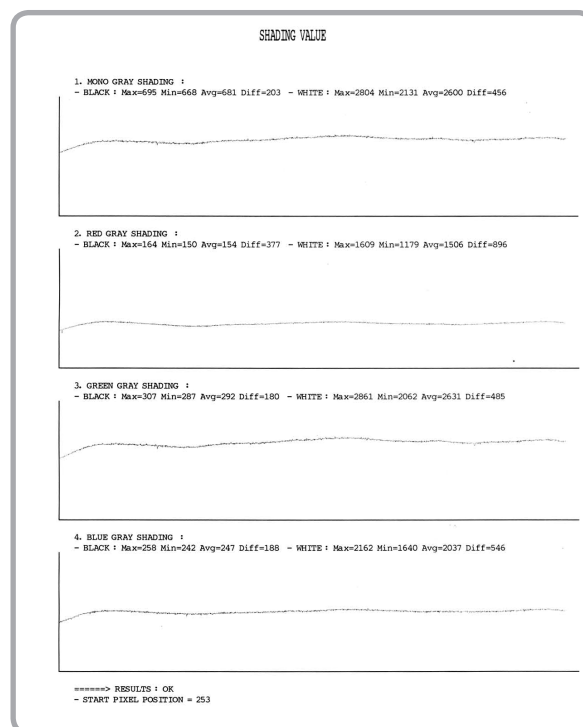 SHADING VALUE
1. MONO GRAY SHADING :
- BLACK : Max=695 Min=668 Avg=681 Diff=203 - WHITE : Max=2804 Min=2131 Avg=2600 Diff=456
2. RED GRAY SHADING :
- BLACK : Max=164 Min=150 Avg=154 Diff=377 - WHITE : Max=1609 Min=1179 Avg=1506 Diff=896
3. GREEN GRAY SHADING :
- BLACK : Max=307 Min=287 Avg=292 Diff=180 - WHITE : Max=2861 Min=2062 Avg=2631 Diff=485
4. BLUE GRAY SHADING :
- BLACK : Max=258 Min=242 Avg=247 Diff=188 - WHITE : Max=2162 Min=1640 Avg=2037 Diff=546
======> RESULTS : OK
- START PIXEL POSITION = 253